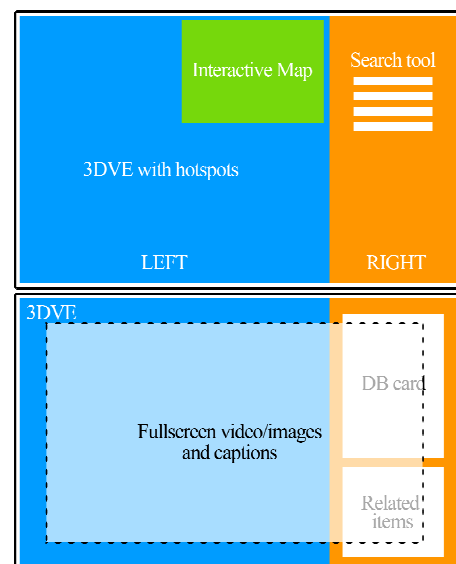 Interactive Map
Search tool
3DVE with hotspots
LEFT
RIGHT
3DVE
DB card
Fullscreen video/images
and captions
Related
items